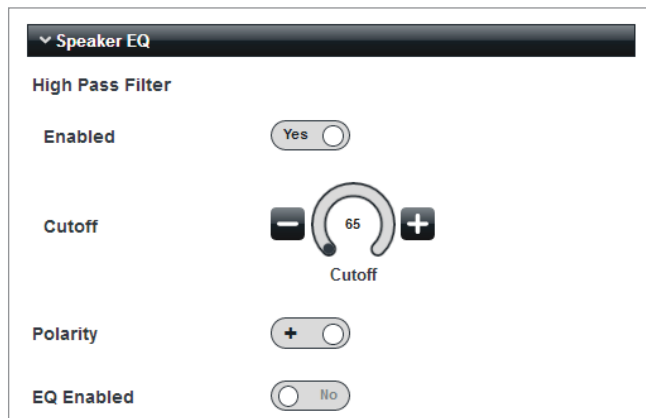 Speaker EQ
High Pass Filter
Enabled Yes
Cutoff 65
Cutoff
Polarity +
EQ Enabled No